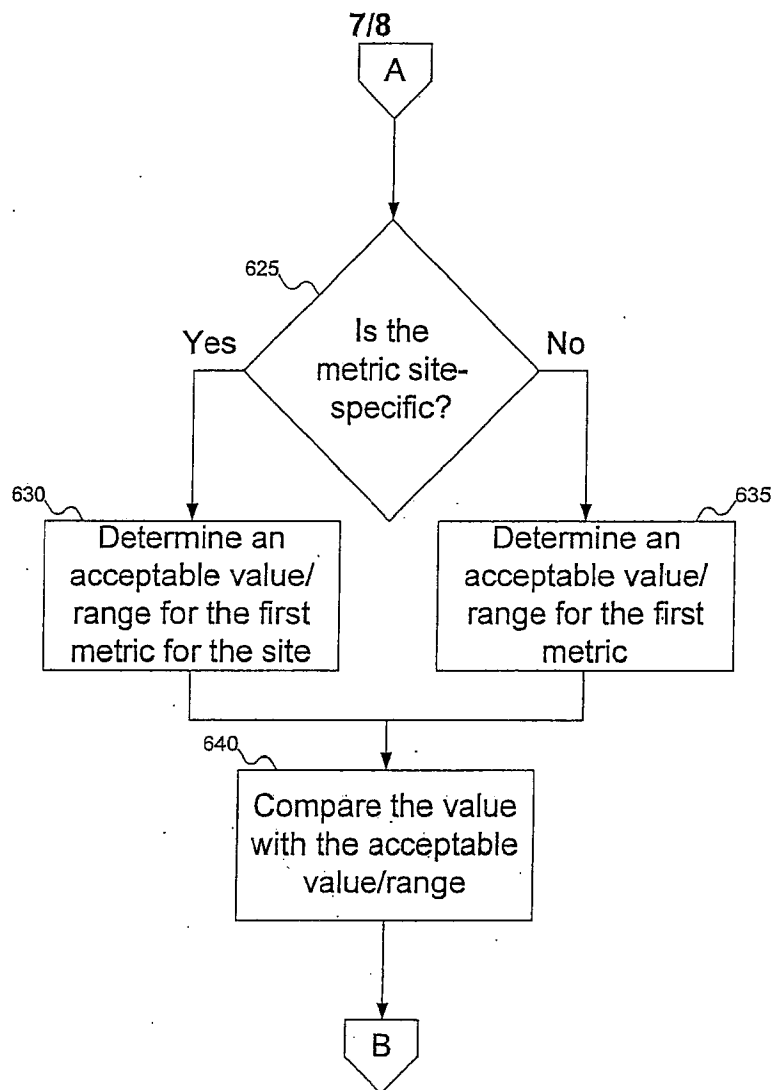 7/8
A
625
Is the
metric site-
specific?
Yes
No
630
Determine an
acceptable value/
range for the first
metric for the site
635
Determine an
acceptable value/
range for the first
metric
640
Compare the value
with the acceptable
value/range
B